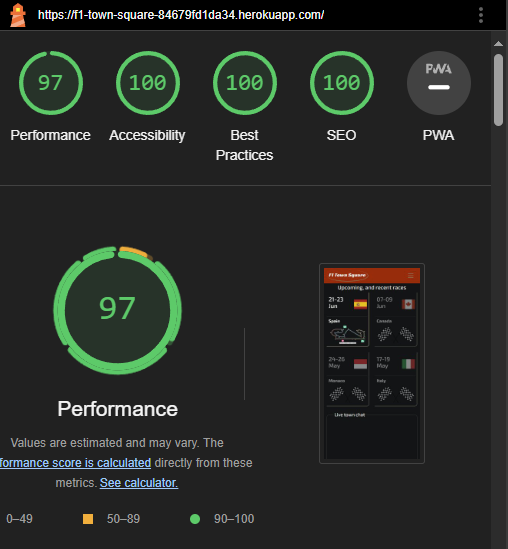 https://f1-town-square-84679fd1da34.herokuapp.com/
97
100
100
100
PWA
Performance
Accessibility
Best
Practices
SEO
PWA
97
Performance
Values are estimated and may vary. The
formance score is calculated directly from these
metrics. See calculator.
0–49
50–89
90–100
F1 Town Square
Upcoming, and recent races
21-23
Jun
07-09
Jun
Spain
Canada
24-26
May
17-19
May
Monaco
Italy
Live town chat